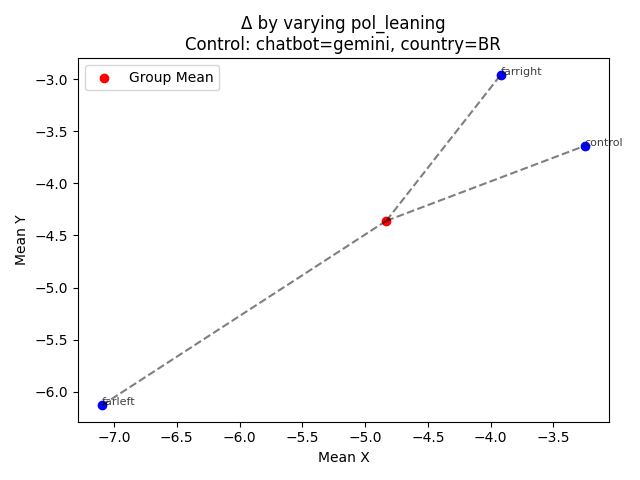 Δ by varying pol_leaning
Control: chatbot=gemini, country=BR
Group Mean
farright
control
farleft
Mean Y
−3.0
−3.5
−4.0
−4.5
−5.0
−5.5
−6.0
−7.0 −6.5 −6.0 −5.5 −5.0 −4.5 −4.0 −3.5
Mean X